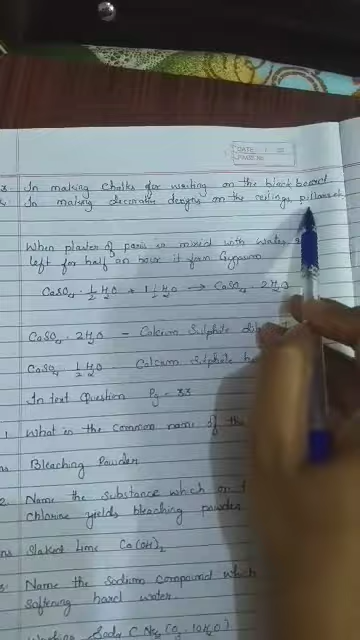 DATE
PAGE NO
In making chalks for writing on the black board
In making decorative designs on the ceilings pillars etc
When plaster of paris is mixed with water &
left for half an hour it form Gypsum
CaSO4 . 1/2 H2O + 1 1/2 H2O → CaSO4 . 2H2O
CaSO4 . 2H2O – Calcium Sulphate di
CaSO4 1/2 H2O – Calcium Sulphate he
In text Question Pg = 33
1. What is the common name of the
Bleaching Powder
2. Name the substance which on t
chlorine yields bleaching powder
ns Slaked lime Ca(OH)2
3. Name the Sodium compound which
softening hard water.
Washing Soda (Na2CO3 . 10H2O)